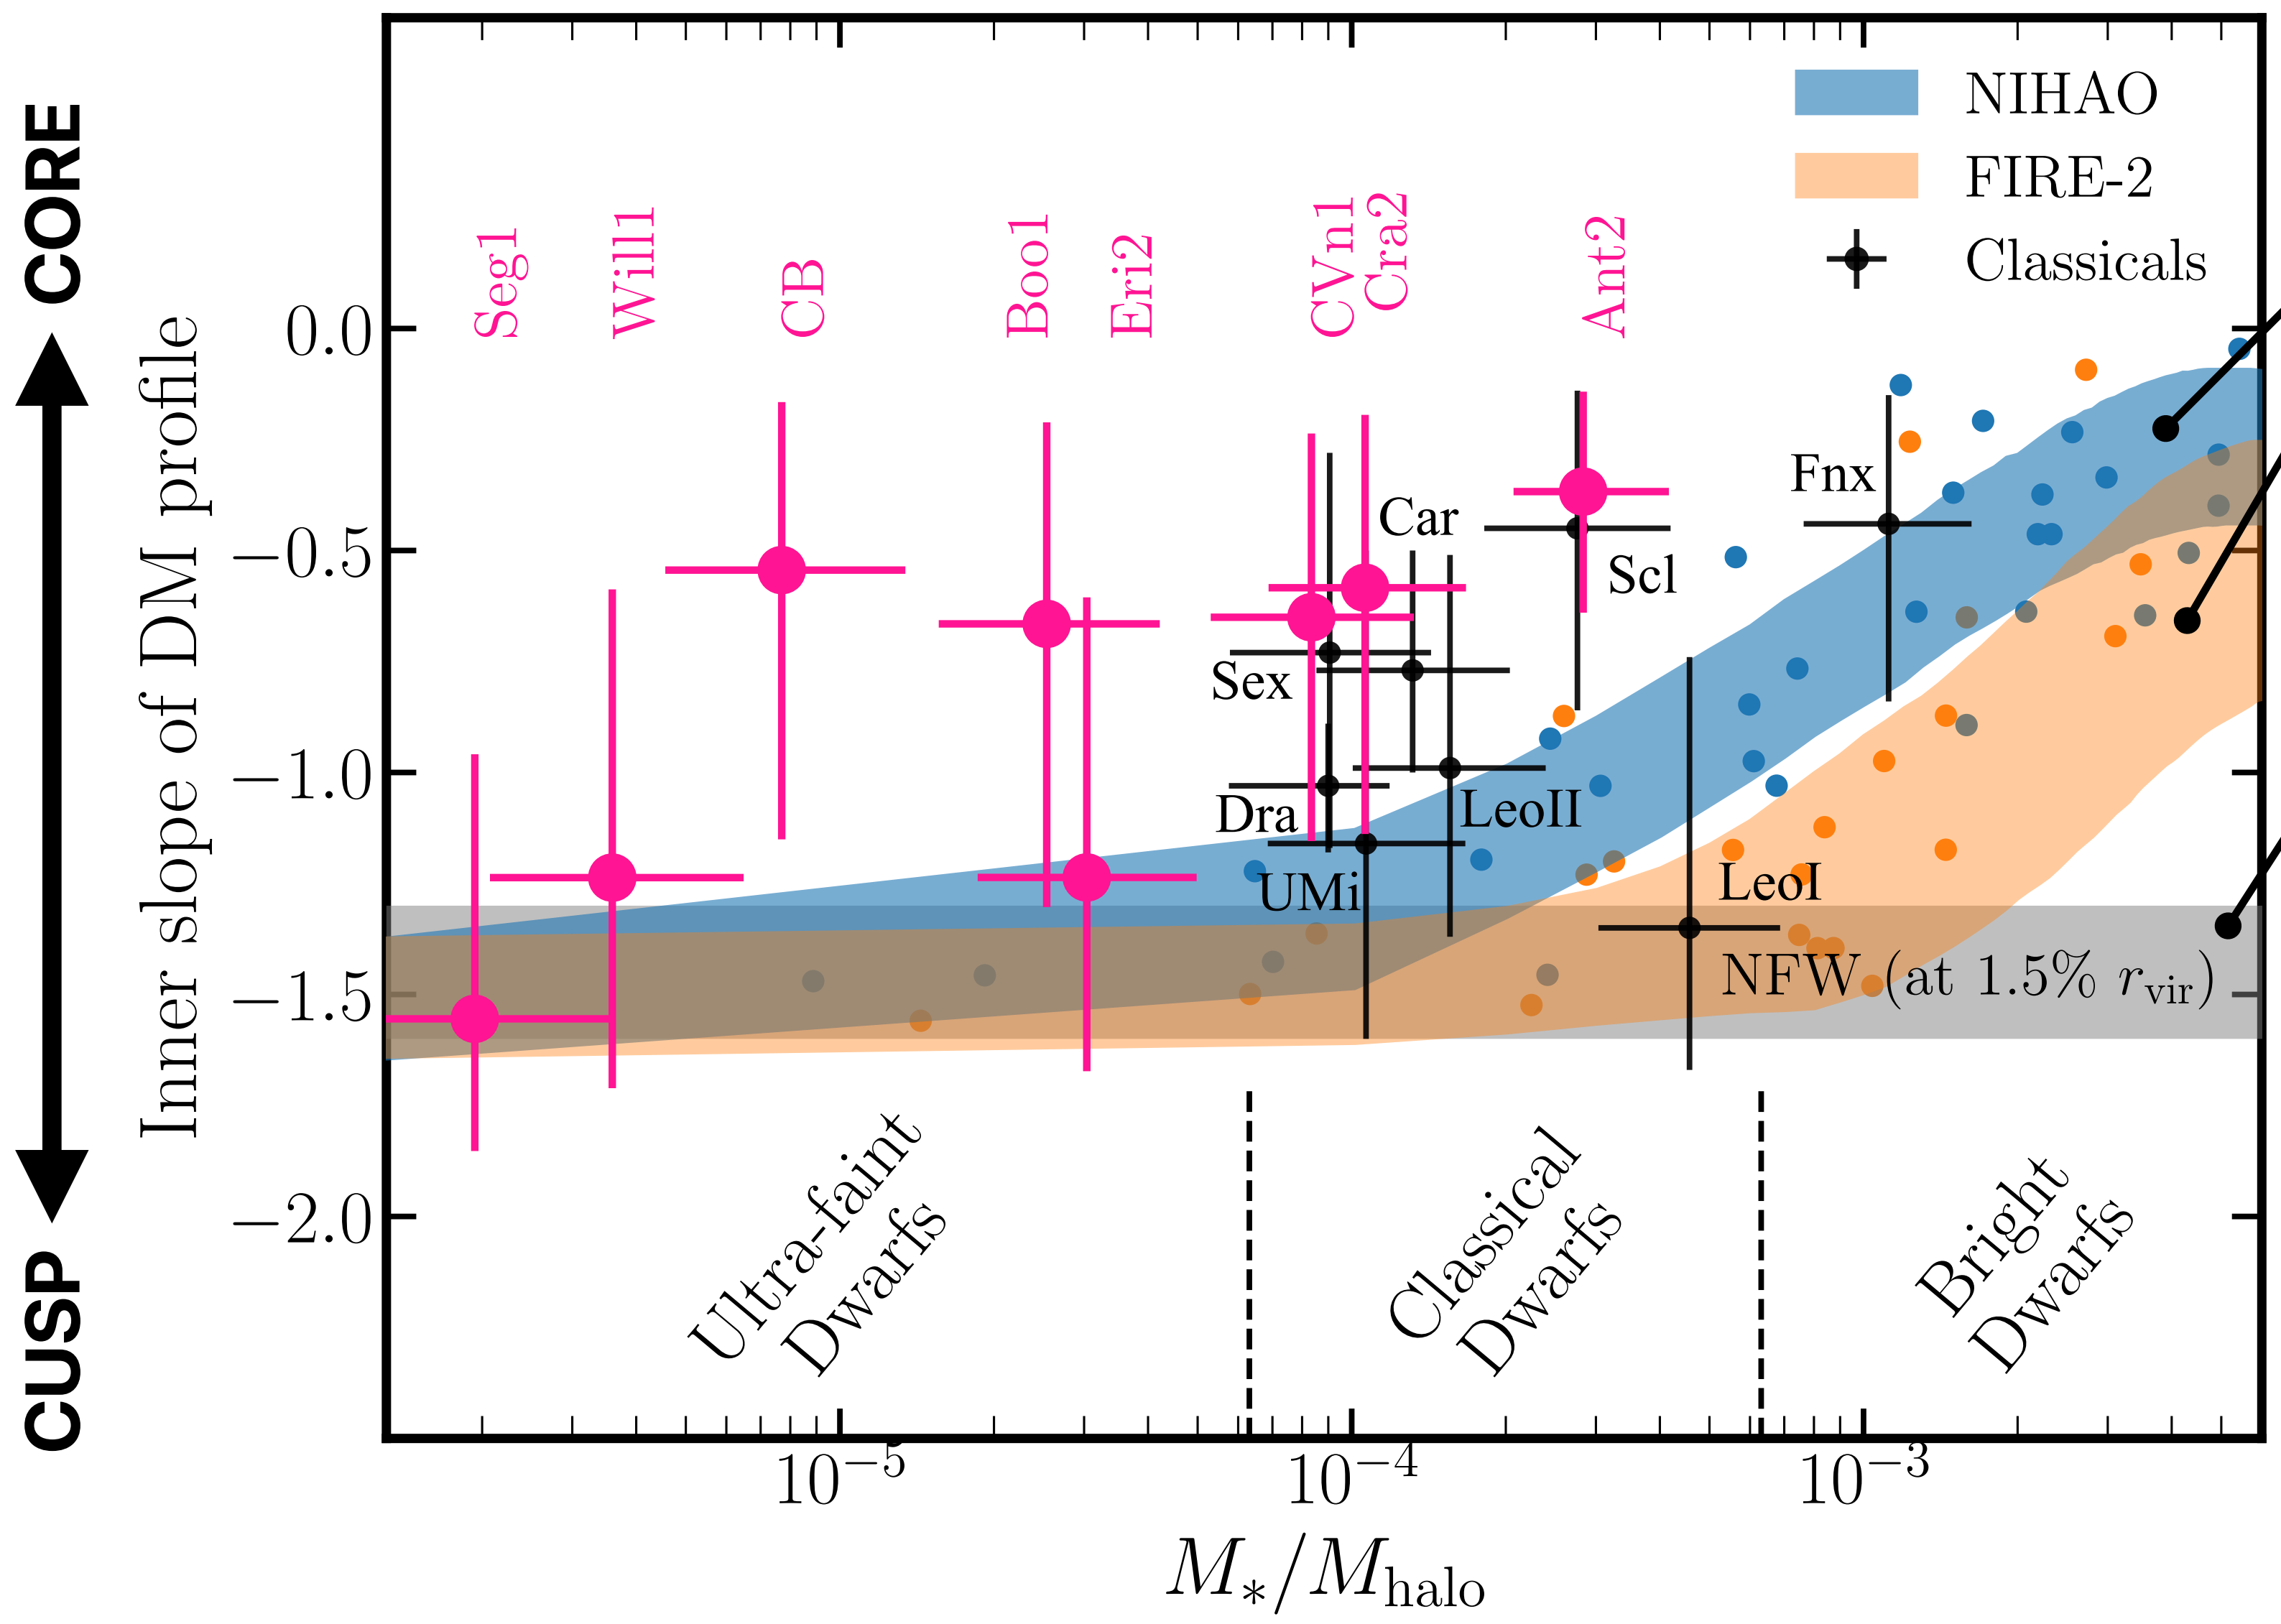 CORE
CUSP
Inner slope of DM profile
0.0
−0.5
−1.0
−1.5
−2.0
NIHAO
FIRE-2
Classicals
Seg1
Will1
CB
Boo1
Eri2
CVn1
Cra2
Ant2
Fnx
Car
Scl
Sex
Dra
LeoII
UMi
LeoI
NFW (at 1.5% r_vir)
Ultra-faint
Dwarfs
Classical
Dwarfs
Bright
Dwarfs
10⁻⁵
10⁻⁴
10⁻³
M_*/M_halo